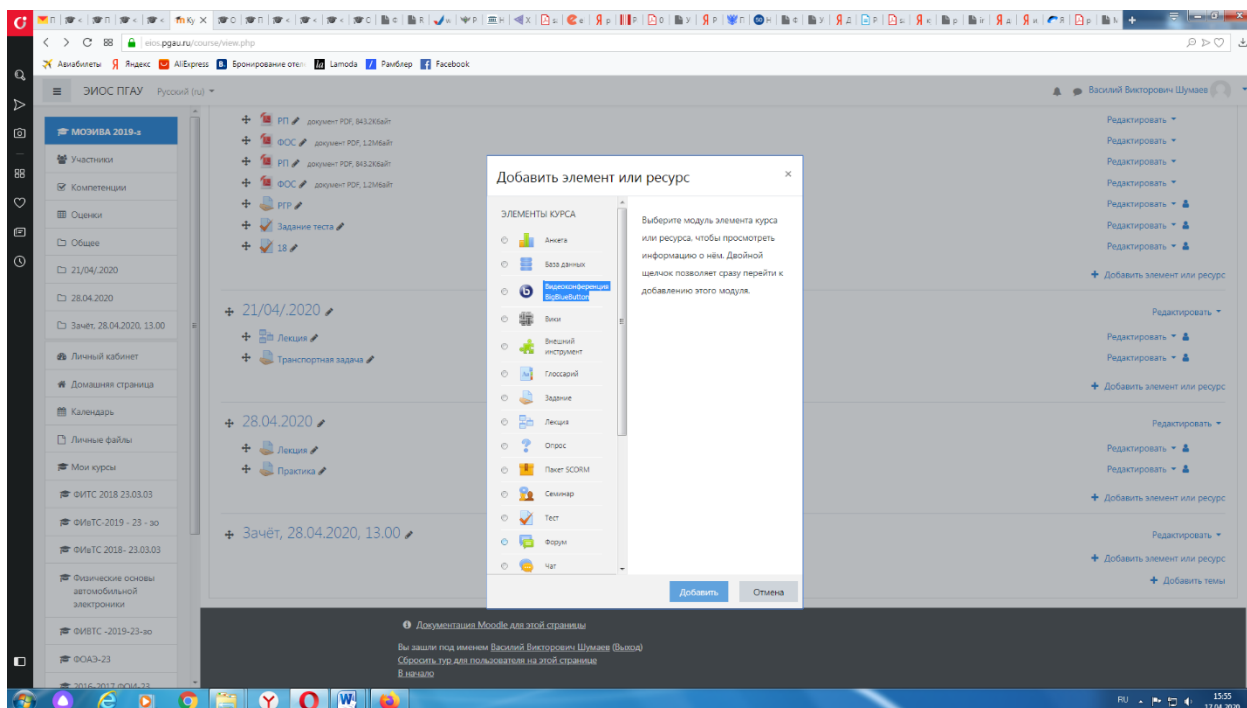 eios.pgau.ru/course/view.php
Авиабилеты Яндекс AliExpress Бронирование отел Lamoda Рамблер Facebook
ЭИОС ПГАУ Русский (ru)
Василий Викторович Шумаев
МОЭИВА 2019-з
Участники
Компетенции
Оценки
Общее
21/04/.2020
28.04.2020
Зачёт, 28.04.2020, 13.00
Личный кабинет
Домашняя страница
Календарь
Личные файлы
Мои курсы
ФИТС 2018 23.03.03
ФИвТС-2019 - 23 - зо
ФИвТС 2018- 23.03.03
Физические основы
автомобильной
электроники
ФИВТС -2019-23-зо
ФОАЭ-23
2016-2017 ФОИ-23
РП документ PDF, 843.2Кбайт
Редактировать
ФОС документ PDF, 1.2Мбайт
Редактировать
РП документ PDF, 843.2Кбайт
Редактировать
ФОС документ PDF, 1.2Мбайт
Редактировать
РГР
Редактировать
Задание теста
Редактировать
18
Редактировать
Добавить элемент или ресурс
21/04/.2020
Редактировать
Лекция
Редактировать
Транспортная задача
Редактировать
Добавить элемент или ресурс
28.04.2020
Редактировать
Лекция
Редактировать
Практика
Редактировать
Добавить элемент или ресурс
Зачёт, 28.04.2020, 13.00
Редактировать
Добавить элемент или ресурс
Добавить темы
Добавить элемент или ресурс
×
ЭЛЕМЕНТЫ КУРСА
Анкета
База данных
Видеоконференция
BigBlueButton
Вики
Внешний
инструмент
Глоссарий
Задание
Лекция
Опрос
Пакет SCORM
Семинар
Тест
Форум
Чат
Выберите модуль элемента курса
или ресурса, чтобы просмотреть
информацию о нём. Двойной
щелчок позволяет сразу перейти к
добавлению этого модуля.
Добавить
Отмена
Документация Moodle для этой страницы
Вы зашли под именем Василий Викторович Шумаев (Выход)
Сбросить тур для пользователя на этой странице
В начало
RU
15:55
17.04.2020